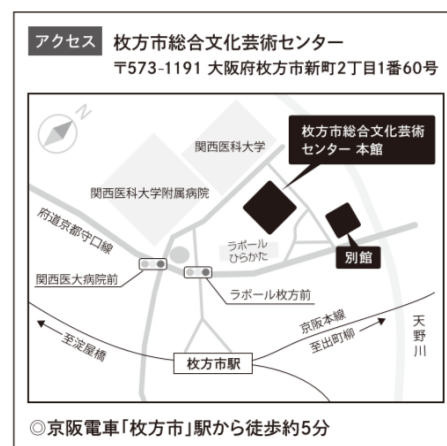 アクセス 枚方市総合文化芸術センター
〒573-1191 大阪府枚方市新町2丁目1番60号
N
枚方市総合文化芸術
センター 本館
関西医科大学
関西医科大学附属病院
府道京都守口線
ラポール
ひらかた
別館
関西医大病院前
ラポール枚方前
京阪本線
至出町柳
天野川
至淀屋橋
枚方市駅
◎京阪電車「枚方市」駅から徒歩約5分